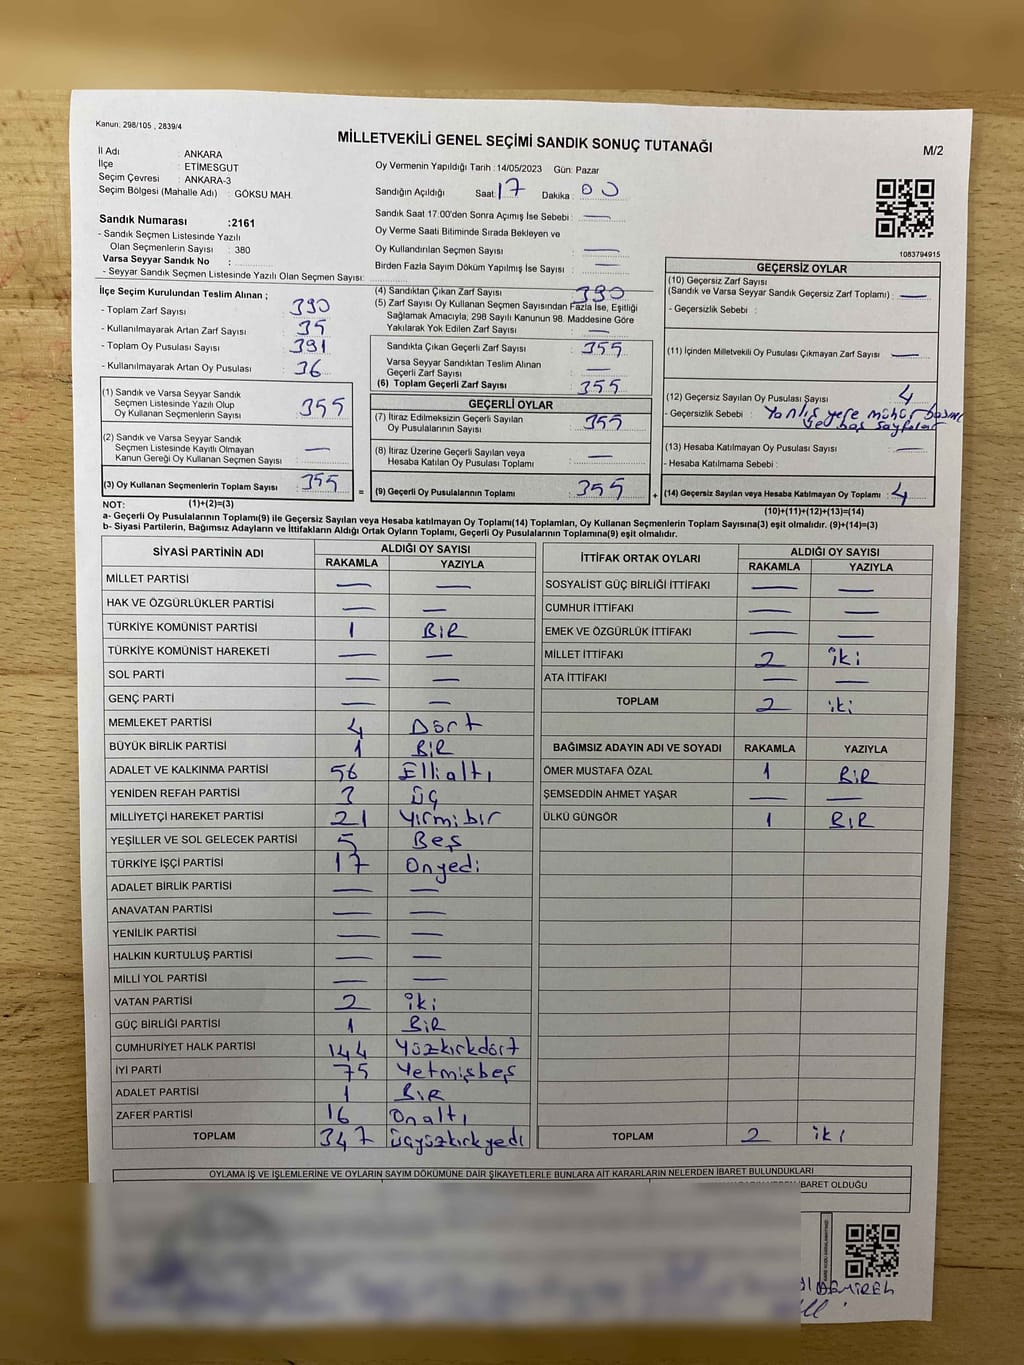 Kanun: 298/105 , 2839/4
MİLLETVEKİLİ GENEL SEÇİMİ SANDIK SONUÇ TUTANAĞI
M/2
İl Adı : ANKARA
İlçe : ETİMESGUT
Seçim Çevresi : ANKARA-3
Seçim Bölgesi (Mahalle Adı) : GÖKSU MAH.
Oy Vermenin Yapıldığı Tarih :14/05/2023 Gün: Pazar
Sandığın Açıldığı Saat: 17 Dakika : 00
Sandık Saat 17.00'den Sonra Açımış İse Sebebi : —
Oy Verme Saati Bitiminde Sırada Bekleyen ve
Oy Kullandırılan Seçmen Sayısı : —
Birden Fazla Sayım Döküm Yapılmış İse Sayısı : —
1083794915
Sandık Numarası :2161
- Sandık Seçmen Listesinde Yazılı
Olan Seçmenlerin Sayısı : 380
Varsa Seyyar Sandık No :
- Seyyar Sandık Seçmen Listesinde Yazılı Olan Seçmen Sayısı:
İlçe Seçim Kurulundan Teslim Alınan ;
- Toplam Zarf Sayısı : 390
- Kullanılmayarak Artan Zarf Sayısı : 35
- Toplam Oy Pusulası Sayısı : 391
- Kullanılmayarak Artan Oy Pusulası : 36
(1) Sandık ve Varsa Seyyar Sandık
Seçmen Listesinde Yazılı Olup
Oy Kullanan Seçmenlerin Sayısı : 355
(2) Sandık ve Varsa Seyyar Sandık
Seçmen Listesinde Kayıtlı Olmayan
Kanun Gereği Oy Kullanan Seçmen Sayısı : —
(3) Oy Kullanan Seçmenlerin Toplam Sayısı : 355
(1)+(2)=(3)
(4) Sandıktan Çıkan Zarf Sayısı : 390
(5) Zarf Sayısı Oy Kullanan Seçmen Sayısından Fazla İse, Eşitliği
Sağlamak Amacıyla, 298 Sayılı Kanunun 98. Maddesine Göre
Yakılarak Yok Edilen Zarf Sayısı : —
Sandıkta Çıkan Geçerli Zarf Sayısı : 355
Varsa Seyyar Sandıktan Teslim Alınan
Geçerli Zarf Sayısı : —
(6) Toplam Geçerli Zarf Sayısı : 355
GEÇERLİ OYLAR
(7) İtiraz Edilmeksizin Geçerli Sayılan
Oy Pusulalarının Sayısı : 355
(8) İtiraz Üzerine Geçerli Sayılan veya
Hesaba Katılan Oy Pusulası Toplamı : —
= (9) Geçerli Oy Pusulalarının Toplamı : 355 +
GEÇERSİZ OYLAR
(10) Geçersiz Zarf Sayısı
(Sandık ve Varsa Seyyar Sandık Geçersiz Zarf Toplamı) : —
- Geçersizlik Sebebi :
(11) İçinden Milletvekili Oy Pusulası Çıkmayan Zarf Sayısı : —
(12) Geçersiz Sayılan Oy Pusulası Sayısı : 4
- Geçersizlik Sebebi : Yanlış yere mühür basma
ve boş sayfalar
(13) Hesaba Katılmayan Oy Pusulası Sayısı : —
- Hesaba Katılmama Sebebi :
(14) Geçersiz Sayılan veya Hesaba Katılmayan Oy Toplamı : 4
(10)+(11)+(12)+(13)=(14)
NOT:
a- Geçerli Oy Pusulalarının Toplamı(9) ile Geçersiz Sayılan veya Hesaba katılmayan Oy Toplamı(14) Toplamları, Oy Kullanan Seçmenlerin Toplam Sayısına(3) eşit olmalıdır. (9)+(14)=(3)
b- Siyasi Partilerin, Bağımsız Adayların ve İttifakların Aldığı Ortak Oyların Toplamı, Geçerli Oy Pusulalarının Toplamına(9) eşit olmalıdır.
SİYASİ PARTİNİN ADI ALDIĞI OY SAYISI
RAKAMLA YAZIYLA
MİLLET PARTİSİ — —
HAK VE ÖZGÜRLÜKLER PARTİSİ — —
TÜRKİYE KOMÜNİST PARTİSİ 1 BİR
TÜRKİYE KOMÜNİST HAREKETİ — —
SOL PARTİ — —
GENÇ PARTİ — —
MEMLEKET PARTİSİ 4 Dört
BÜYÜK BİRLİK PARTİSİ 1 BİR
ADALET VE KALKINMA PARTİSİ 56 Ellialtı
YENİDEN REFAH PARTİSİ 3 üç
MİLLİYETÇİ HAREKET PARTİSİ 21 Yirmibir
YEŞİLLER VE SOL GELECEK PARTİSİ 5 Beş
TÜRKİYE İŞÇİ PARTİSİ 17 Onyedi
ADALET BİRLİK PARTİSİ — —
ANAVATAN PARTİSİ — —
YENİLİK PARTİSİ — —
HALKIN KURTULUŞ PARTİSİ — —
MİLLİ YOL PARTİSİ — —
VATAN PARTİSİ 2 iki
GÜÇ BİRLİĞİ PARTİSİ 1 BİR
CUMHURİYET HALK PARTİSİ 144 Yüzkırkdört
İYİ PARTİ 75 Yetmişbeş
ADALET PARTİSİ 1 BİR
ZAFER PARTİSİ 16 Onaltı
TOPLAM 347 üçyüzkırkyedi
İTTİFAK ORTAK OYLARI ALDIĞI OY SAYISI
RAKAMLA YAZIYLA
SOSYALİST GÜÇ BİRLİĞİ İTTİFAKI — —
CUMHUR İTTİFAKI — —
EMEK VE ÖZGÜRLÜK İTTİFAKI — —
MİLLET İTTİFAKI 2 iki
ATA İTTİFAKI — —
TOPLAM 2 iki
BAĞIMSIZ ADAYIN ADI VE SOYADI RAKAMLA YAZIYLA
ÖMER MUSTAFA ÖZAL 1 BİR
ŞEMSEDDİN AHMET YAŞAR — —
ÜLKÜ GÜNGÖR 1 BİR
TOPLAM 2 iki
OYLAMA İŞ VE İŞLEMLERİNE VE OYLARIN SAYIM DÖKÜMÜNE DAİR ŞİKAYETLERLE BUNLARA AİT KARARLARIN NELERDEN İBARET BULUNDUKLARI
İBARET OLDUĞU
DEMİREL